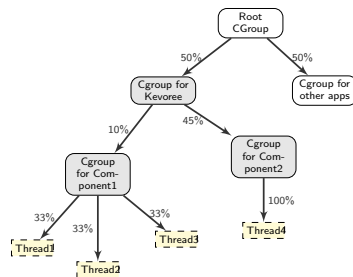 Root
CGroup
50%
50%
Cgroup for
Kevoree
Cgroup for
other apps
10%
45%
Cgroup
for Com-
ponent1
Cgroup
for Com-
ponent2
33%
33%
33%
100%
Thread1
Thread2
Thread3
Thread4